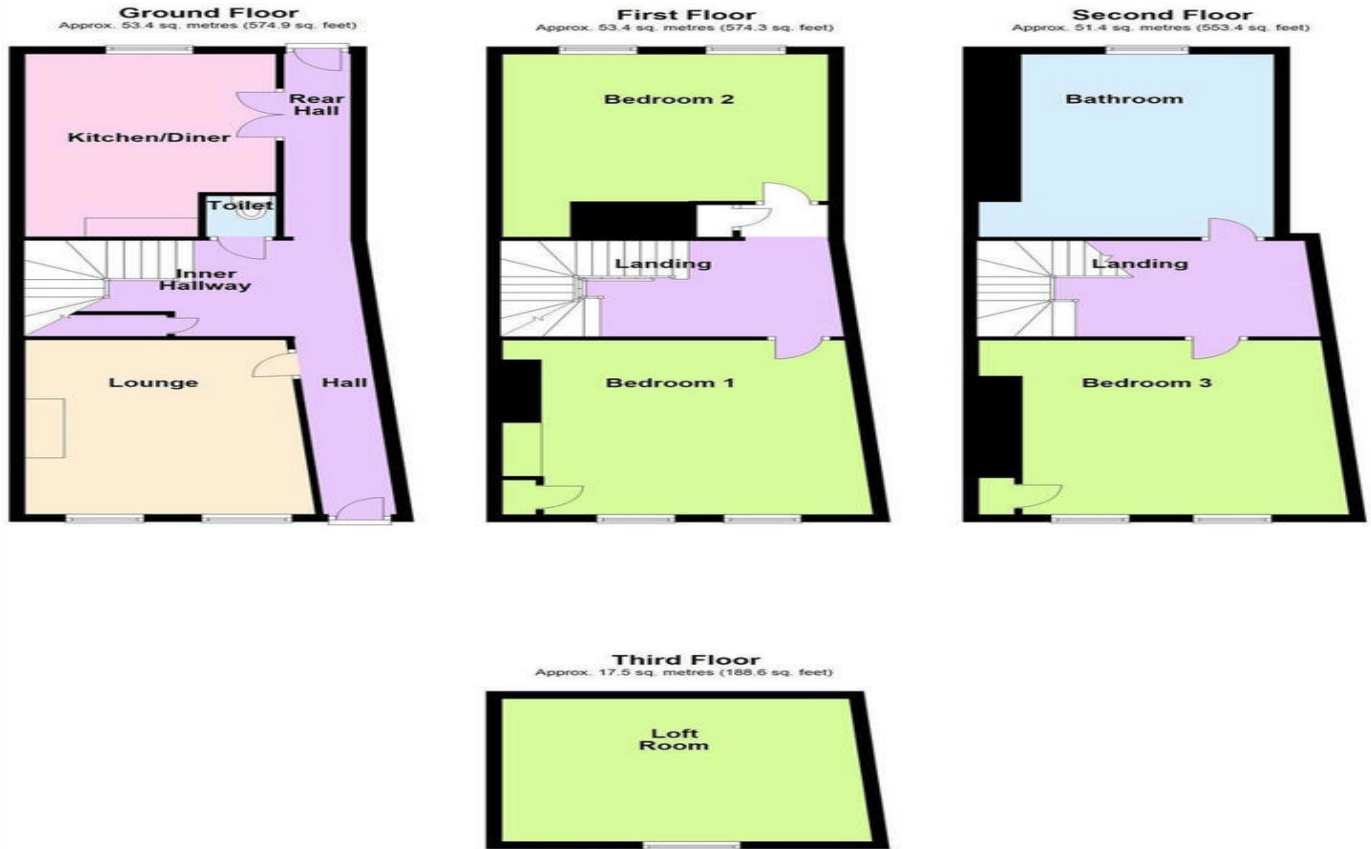 Ground Floor
Approx. 53.4 sq. metres (574.9 sq. feet)
Rear
Hall
Kitchen/Diner
Toilet
Inner
Hallway
Lounge
Hall
First Floor
Approx. 53.4 sq. metres (574.3 sq. feet)
Bedroom 2
Landing
Bedroom 1
Second Floor
Approx. 51.4 sq. metres (553.4 sq. feet)
Bathroom
Landing
Bedroom 3
Third Floor
Approx. 17.5 sq. metres (188.6 sq. feet)
Loft
Room